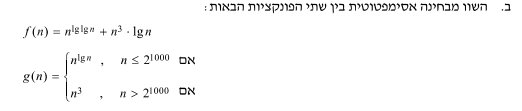 ב. השוו מבחינה אסימפטוטית בין שתי הפונקציות הבאות :
f(n) = n^{lg lg n} + n^3 · lg n
g(n) = { n^{lg n} , n ≤ 2^{1000} אם
n^3 , n > 2^{1000} אם